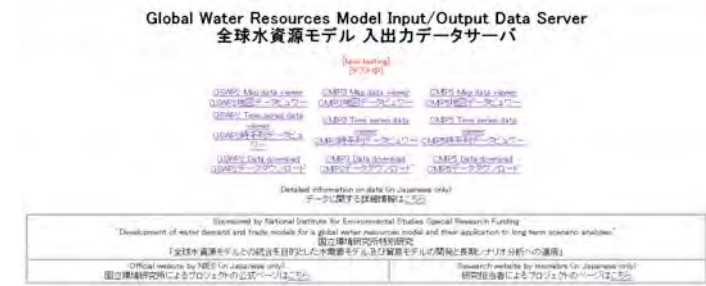 Global Water Resources Model Input/Output Data Server
全球水資源モデル 入出力データサーバ
[Now testing]
[テスト中]
GSWP2 Map data viewer CMIP3 Map data viewer CMIP5 Map data viewer
GSWP2地図データビュワー CMIP3地図データビュワー CMIP5地図データビュワー
GSWP2 Time series data viewer CMIP3 Time series data viewer CMIP5 Time series data viewer
GSWP2時系列データビュワー CMIP3時系列データビュワー CMIP5時系列データビュワー
GSWP2 Data download CMIP3 Data download CMIP5 Data download
GSWP2データダウンロード CMIP3データダウンロード CMIP5データダウンロード
Detailed information on data (in Japanese only)
データに関する詳細情報はこちら
Sponsored by National Institute for Environmental Studies Special Research Funding
"Development of water demand and trade models for a global water resources model and their application to long term scenario analyses"
国立環境研究所特別研究
「全球水資源モデルとの統合を目的とした水需要モデル及び貿易モデルの開発と長期シナリオ分析への適用」
Official website by NIES (in Japanese only)
国立環境研究所によるプロジェクトの公式ページはこちら
Research website by members (in Japanese only)
研究担当者によるプロジェクトのページはこちら